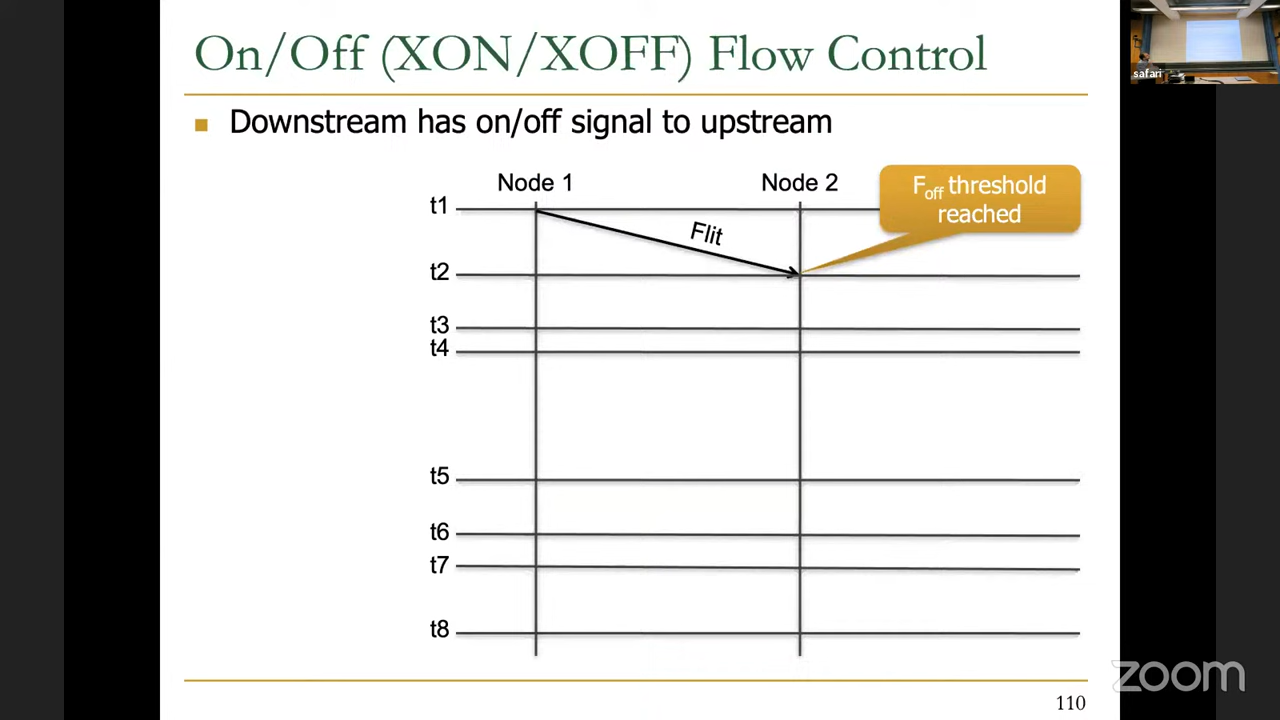 On/Off (XON/XOFF) Flow Control
safari
Downstream has on/off signal to upstream
Node 1
Node 2
Foff threshold
reached
t1
Flit
t2
t3
t4
t5
t6
t7
t8
zoom
110